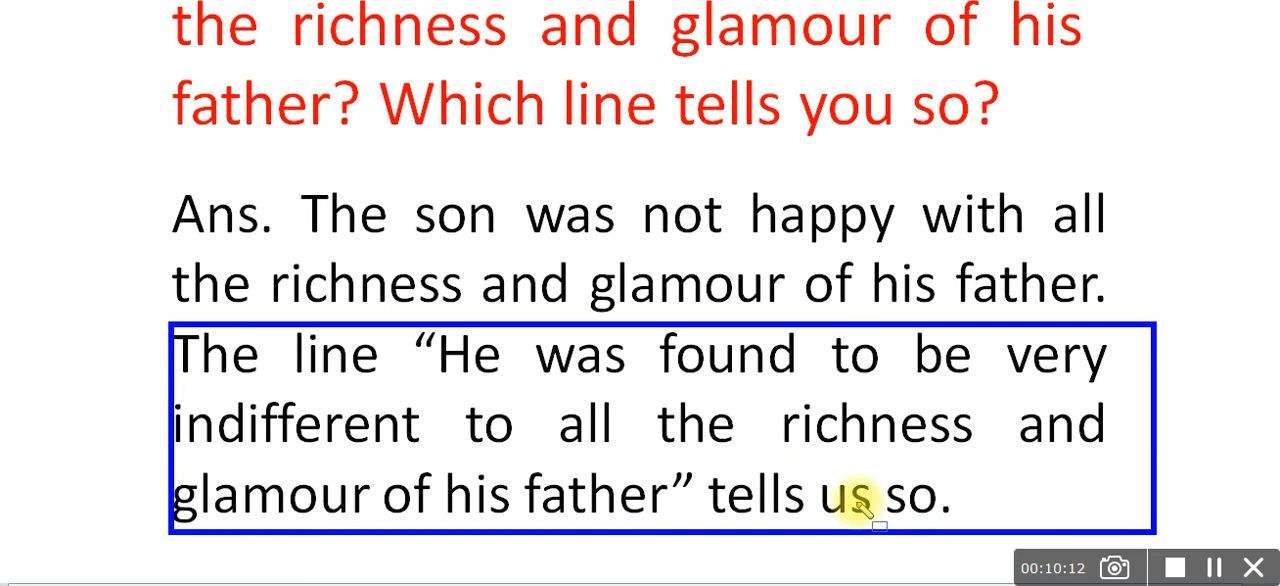 the richness and glamour of his
father? Which line tells you so?
Ans. The son was not happy with all
the richness and glamour of his father.
The line “He was found to be very
indifferent to all the richness and
glamour of his father” tells us so.
00:10:12